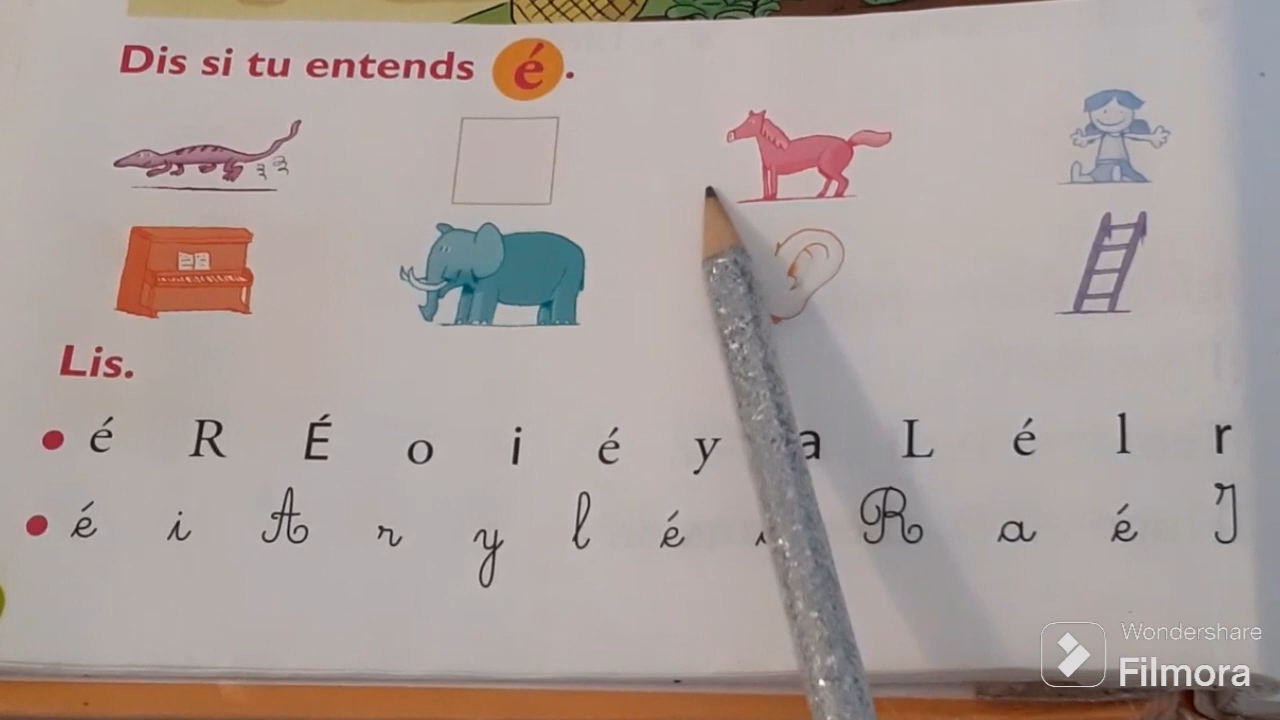 Dis si tu entends é.
Lis.
é R É o i é y a L é l r
é i A r y l é R a é J
Wondershare
Filmora